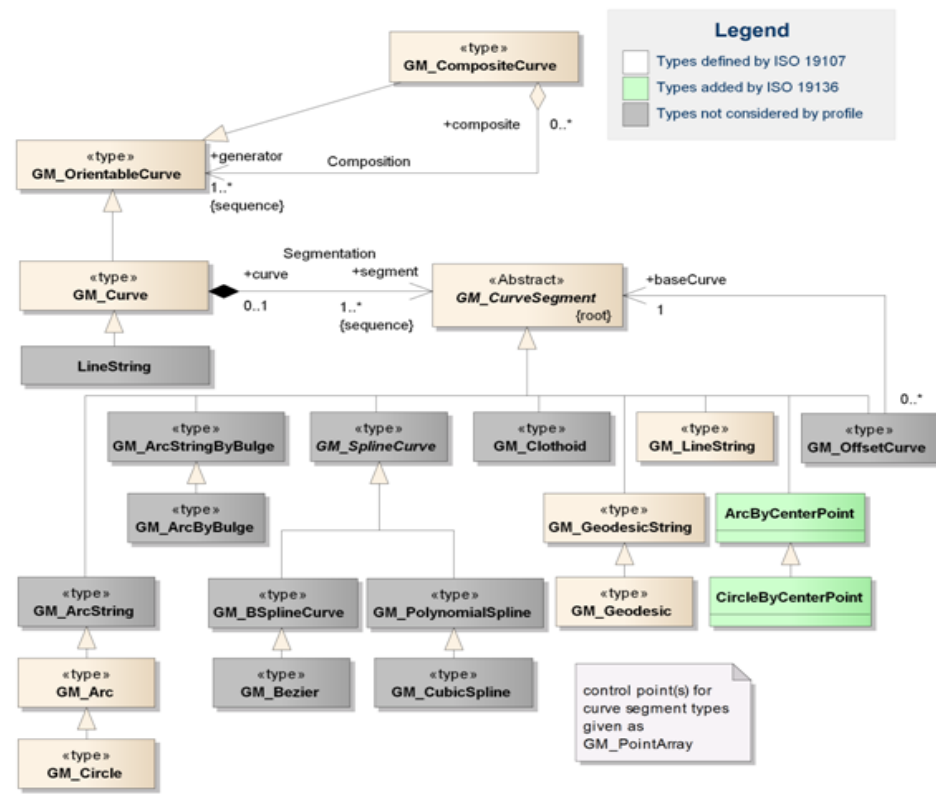 Legend
Types defined by ISO 19107
Types added by ISO 19136
Types not considered by profile
«type»
GM_CompositeCurve
+composite
0..*
«type»
GM_OrientableCurve
+generator
Composition
1..*
{sequence}
«type»
GM_Curve
Segmentation
+curve
+segment
0..1
1..*
{sequence}
«Abstract»
GM_CurveSegment
{root}
+baseCurve
1
LineString
0..*
«type»
GM_ArcStringByBulge
«type»
GM_SplineCurve
«type»
GM_Clothoid
«type»
GM_LineString
«type»
GM_OffsetCurve
«type»
GM_ArcByBulge
«type»
GM_GeodesicString
ArcByCenterPoint
«type»
GM_ArcString
«type»
GM_BSplineCurve
«type»
GM_PolynomialSpline
«type»
GM_Geodesic
CircleByCenterPoint
«type»
GM_Arc
«type»
GM_Bezier
«type»
GM_CubicSpline
control point(s) for
curve segment types
given as
GM_PointArray
«type»
GM_Circle